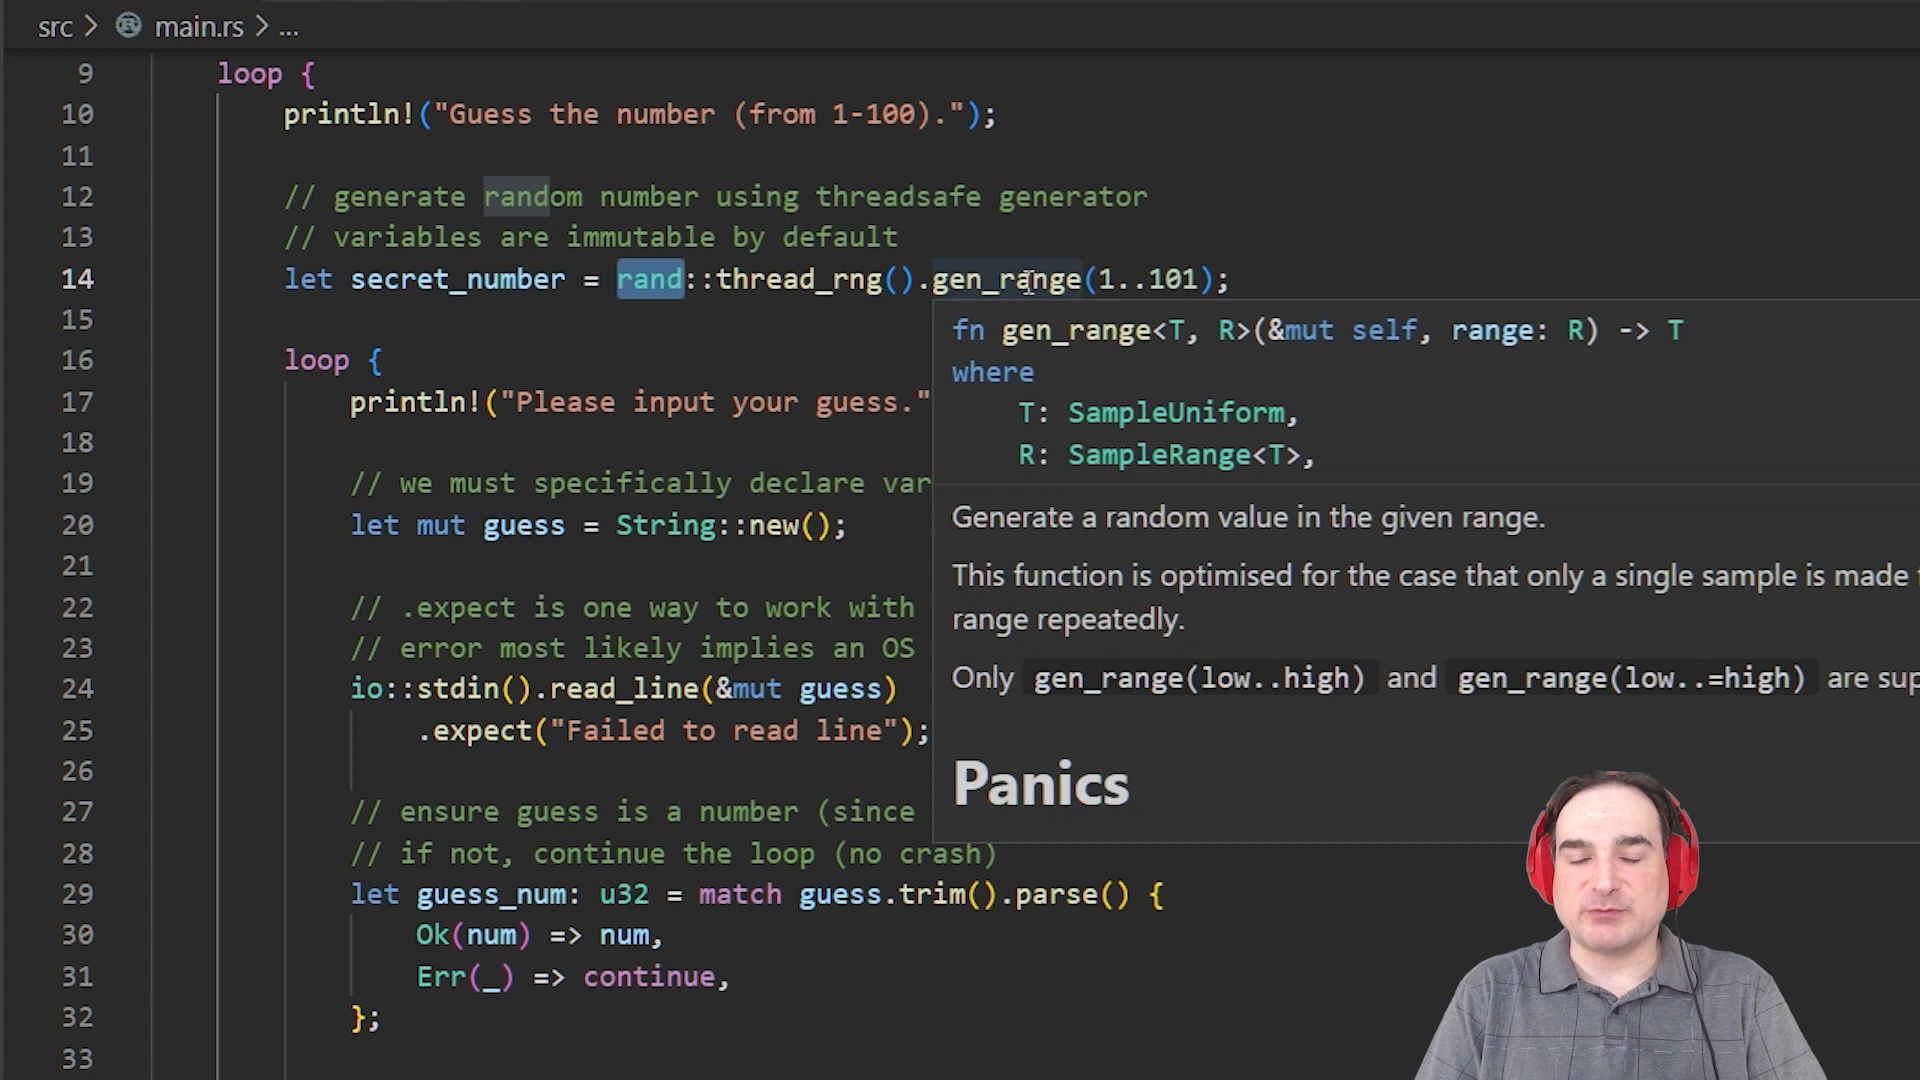 src > main.rs > ...
9 loop {
10 println!("Guess the number (from 1-100).");
11
12 // generate random number using threadsafe generator
13 // variables are immutable by default
14 let secret_number = rand::thread_rng().gen_range(1..101);
15
fn gen_range<T, R>(&mut self, range: R) -> T
where
T: SampleUniform,
R: SampleRange<T>,
Generate a random value in the given range.
This function is optimised for the case that only a single sample is made
range repeatedly.
Only gen_range(low..high) and gen_range(low..=high) are sup
Panics
16 loop {
17 println!("Please input your guess."
18
19 // we must specifically declare var
20 let mut guess = String::new();
21
22 // .expect is one way to work with
23 // error most likely implies an OS
24 io::stdin().read_line(&mut guess)
25 .expect("Failed to read line");
26
27 // ensure guess is a number (since
28 // if not, continue the loop (no crash)
29 let guess_num: u32 = match guess.trim().parse() {
30 Ok(num) => num,
31 Err(_) => continue,
32 };
33